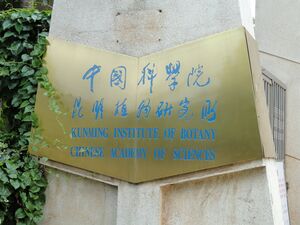 中国科学院
昆明植物研究所
KUNMING INSTITUTE OF BOTANY
CHINESE ACADEMY OF SCIENCES